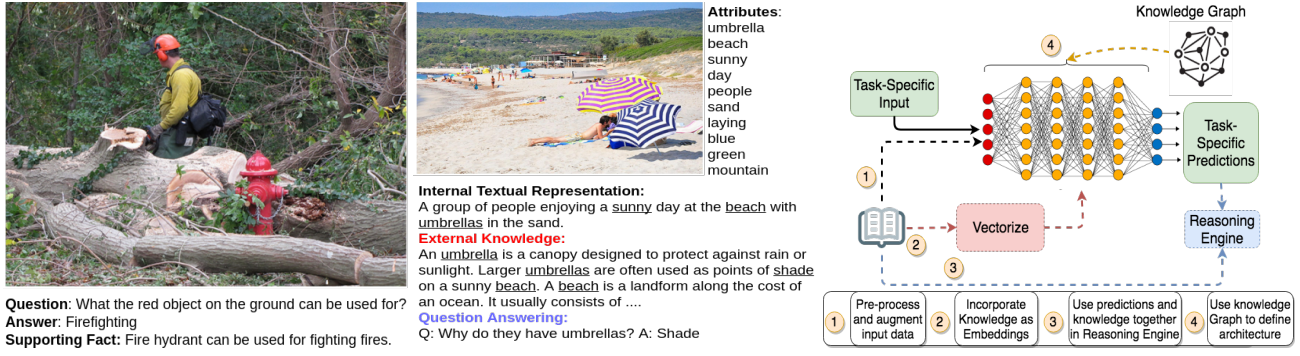 Question: What the red object on the ground can be used for?
Answer: Firefighting
Supporting Fact: Fire hydrant can be used for fighting fires.
Attributes:
umbrella
beach
sunny
day
people
sand
laying
blue
green
mountain
Internal Textual Representation:
A group of people enjoying a sunny day at the beach with
umbrellas in the sand.
External Knowledge:
An umbrella is a canopy designed to protect against rain or
sunlight. Larger umbrellas are often used as points of shade
on a sunny beach. A beach is a landform along the cost of
an ocean. It usually consists of ....
Question Answering:
Q: Why do they have umbrellas? A: Shade
Knowledge Graph
4
Task-Specific
Input
Task-
Specific
Predictions
1
Vectorize
2
Reasoning
Engine
3
1
Pre-process
and augment
input data
2
Incorporate
Knowledge as
Embeddings
3
Use predictions and
knowledge together
in Reasoning Engine
4
Use knowledge
Graph to define
architecture